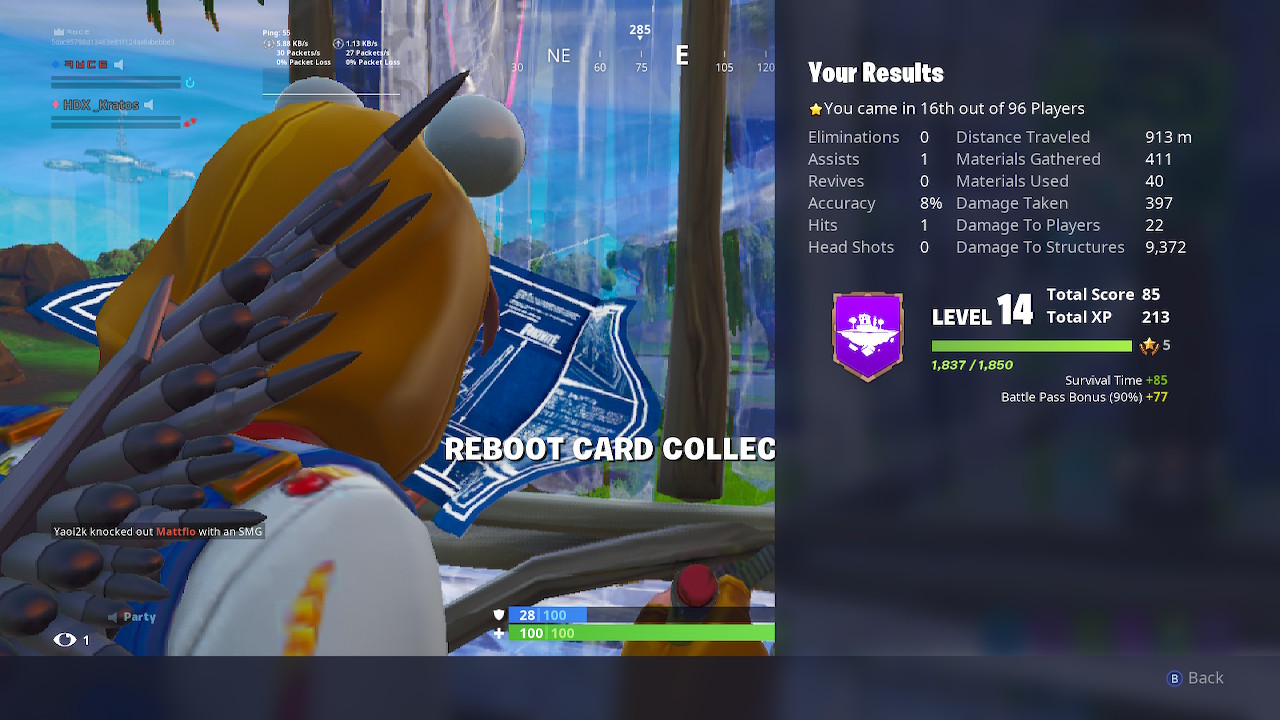 Ping: 55
5.88 KB/s 1.13 KB/s
30 Packets/s 27 Packets/s
0% Packet Loss 0% Packet Loss
HDX_Kratos
285
30 NE 60 75 E 105 120
REBOOT CARD COLLEC
Yaoi2k knocked out Mattflo with an SMG
Party
1
28 | 100
100 | 100
Your Results
You came in 16th out of 96 Players
Eliminations 0 Distance Traveled 913 m
Assists 1 Materials Gathered 411
Revives 0 Materials Used 40
Accuracy 8% Damage Taken 397
Hits 1 Damage To Players 22
Head Shots 0 Damage To Structures 9,372
LEVEL 14
Total Score 85
Total XP 213
5
1,837 / 1,850
Survival Time +85
Battle Pass Bonus (90%) +77
B Back